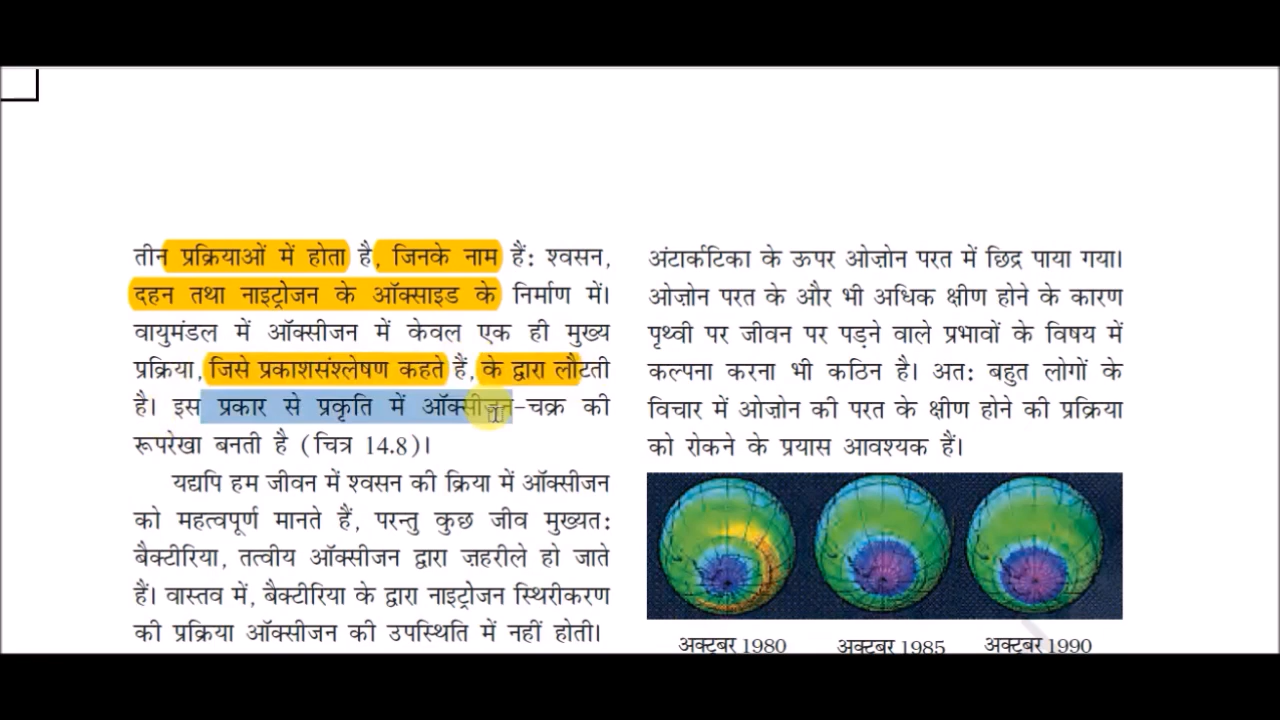 तीन प्रक्रियाओं में होता है, जिनके नाम हैं: श्वसन,
दहन तथा नाइट्रोजन के ऑक्साइड के निर्माण में।
वायुमंडल में ऑक्सीजन में केवल एक ही मुख्य
प्रक्रिया, जिसे प्रकाशसंश्लेषण कहते हैं, के द्वारा लौटती
है। इस प्रकार से प्रकृति में ऑक्सीजन-चक्र की
रूपरेखा बनती है (चित्र 14.8)।
यद्यपि हम जीवन में श्वसन की क्रिया में ऑक्सीजन
को महत्वपूर्ण मानते हैं, परन्तु कुछ जीव मुख्यत:
बैक्टीरिया, तत्वीय ऑक्सीजन द्वारा ज़हरीले हो जाते
हैं। वास्तव में, बैक्टीरिया के द्वारा नाइट्रोजन स्थिरीकरण
की प्रक्रिया ऑक्सीजन की उपस्थिति में नहीं होती।
अंटार्कटिका के ऊपर ओज़ोन परत में छिद्र पाया गया।
ओज़ोन परत के और भी अधिक क्षीण होने के कारण
पृथ्वी पर जीवन पर पड़ने वाले प्रभावों के विषय में
कल्पना करना भी कठिन है। अत: बहुत लोगों के
विचार में ओज़ोन की परत के क्षीण होने की प्रक्रिया
को रोकने के प्रयास आवश्यक हैं।
अक्टूबर 1980 अक्टूबर 1985 अक्टूबर 1990